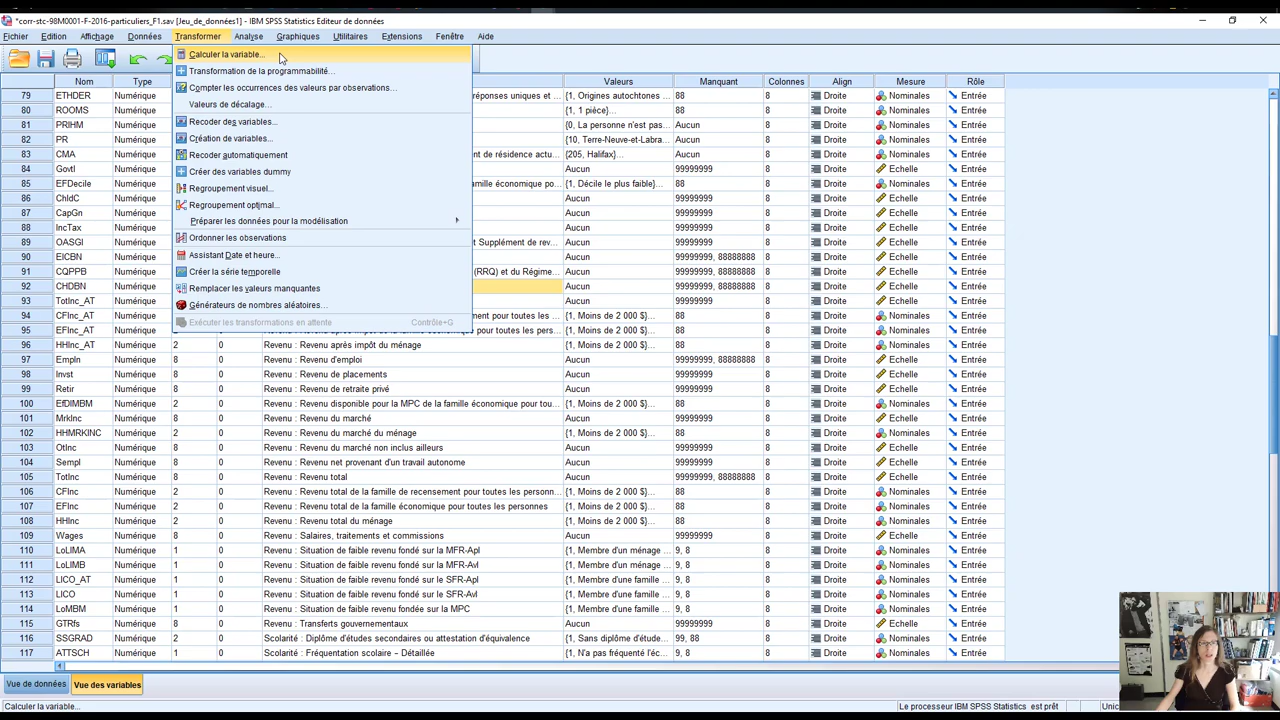 *corr-stc-98M0001-F-2016-particuliers_F1.sav [Jeu_de_données1] - IBM SPSS Statistics Editeur de données
Fichier Edition Affichage Données Transformer Analyse Graphiques Utilitaires Extensions Fenêtre Aide
Calculer la variable...
Transformation de la programmabilité...
Compter les occurrences des valeurs par observations...
Valeurs de décalage...
Recoder des variables...
Création de variables...
Recoder automatiquement
Créer des variables dummy
Regroupement visuel...
Regroupement optimal...
Préparer les données pour la modélisation
Ordonner les observations
Assistant Date et heure...
Créer la série temporelle
Remplacer les valeurs manquantes
Générateurs de nombres aléatoires...
Exécuter les transformations en attente Contrôle+G
Nom Type Valeurs Manquant Colonnes Align Mesure Rôle
79 ETHDER Numérique réponses uniques et ... {1, Origines autochtones ... 88 8 Droite Nominales Entrée
80 ROOMS Numérique {1, 1 pièce}... 88 8 Droite Nominales Entrée
81 PRIHM Numérique {0, La personne n'est pas... Aucun 8 Droite Nominales Entrée
82 PR Numérique {10, Terre-Neuve-et-Labra... Aucun 8 Droite Nominales Entrée
83 CMA Numérique nt de résidence actu... {205, Halifax}... Aucun 8 Droite Nominales Entrée
84 GovtI Numérique Aucun 99999999 8 Droite Echelle Entrée
85 EFDecile Numérique ille économique po... {1, Décile le plus faible}... 88 8 Droite Nominales Entrée
86 ChldC Numérique Aucun 99999999 8 Droite Echelle Entrée
87 CapGn Numérique Aucun 99999999 8 Droite Echelle Entrée
88 IncTax Numérique Aucun 99999999 8 Droite Echelle Entrée
89 OASGI Numérique et Supplément de rev... Aucun 99999999, 88888888 8 Droite Echelle Entrée
90 EICBN Numérique Aucun 99999999, 88888888 8 Droite Echelle Entrée
91 CQPPB Numérique (RRQ) et du Régime... Aucun 99999999, 88888888 8 Droite Echelle Entrée
92 CHDBN Numérique Aucun 99999999, 88888888 8 Droite Echelle Entrée
93 TotInc_AT Numérique Aucun 99999999, 88888888 8 Droite Echelle Entrée
94 CFInc_AT Numérique ement pour toutes l... {1, Moins de 2 000 $}... 88 8 Droite Nominales Entrée
95 EFInc_AT Numérique {1, Moins de 2 000 $}... 88 8 Droite Nominales Entrée
96 HHInc_AT Numérique 2 0 Revenu : Revenu après impôt du ménage {1, Moins de 2 000 $}... 88 8 Droite Nominales Entrée
97 EmpIn Numérique 8 0 Revenu : Revenu d'emploi Aucun 99999999, 88888888 8 Droite Echelle Entrée
98 Invst Numérique 8 0 Revenu : Revenu de placements Aucun 99999999 8 Droite Echelle Entrée
99 Retir Numérique 8 0 Revenu : Revenu de retraite privé Aucun 99999999 8 Droite Echelle Entrée
100 EfDIMBM Numérique 2 0 Revenu : Revenu disponible pour la MPC de la famille économique pour tou... {1, Moins de 2 000 $}... 88 8 Droite Nominales Entrée
101 MrkInc Numérique 8 0 Revenu : Revenu du marché Aucun 99999999 8 Droite Echelle Entrée
102 HHMRKINC Numérique 2 0 Revenu : Revenu du marché du ménage {1, Moins de 2 000 $}... 88 8 Droite Nominales Entrée
103 OtInc Numérique 8 0 Revenu : Revenu du marché non inclus ailleurs Aucun 99999999 8 Droite Echelle Entrée
104 SempI Numérique 8 0 Revenu : Revenu net provenant d'un travail autonome Aucun 99999999 8 Droite Echelle Entrée
105 TotInc Numérique 8 0 Revenu : Revenu total Aucun 99999999, 88888888 8 Droite Echelle Entrée
106 CFInc Numérique 2 0 Revenu : Revenu total de la famille de recensement pour toutes les personn... {1, Moins de 2 000 $}... 88 8 Droite Nominales Entrée
107 EFInc Numérique 2 0 Revenu : Revenu total de la famille économique pour toutes les personnes {1, Moins de 2 000 $}... 88 8 Droite Nominales Entrée
108 HHInc Numérique 2 0 Revenu : Revenu total du ménage {1, Moins de 2 000 $}... 88 8 Droite Nominales Entrée
109 Wages Numérique 8 0 Revenu : Salaires, traitements et commissions Aucun 99999999 8 Droite Echelle Entrée
110 LoLIMA Numérique 1 0 Revenu : Situation de faible revenu fondé sur la MFR-Apl {1, Membre d'un ménage ... 9, 8 8 Droite Nominales Entrée
111 LoLIMB Numérique 1 0 Revenu : Situation de faible revenu fondé sur la MFR-AvI {1, Membre d'un ménage ... 9, 8 8 Droite Nominales Entrée
112 LICO_AT Numérique 1 0 Revenu : Situation de faible revenu fondé sur le SFR-Apl {1, Membre d'une famille ... 9, 8 8 Droite Nominales Entrée
113 LICO Numérique 1 0 Revenu : Situation de faible revenu fondé sur le SFR-AvI {1, Membre d'une famille ... 9, 8 8 Droite Nominales Entrée
114 LoMBM Numérique 1 0 Revenu : Situation de faible revenu fondée sur la MPC {1, Membre d'une famille ... 9, 8 8 Droite Nominales Entrée
115 GTRfs Numérique 8 0 Revenu : Transferts gouvernementaux Aucun 99999999 8 Droite Echelle Entrée
116 SSGRAD Numérique 2 0 Scolarité : Diplôme d'études secondaires ou attestation d'équivalence {1, Sans diplôme d'étude... 99, 88 8 Droite Nominales Entrée
117 ATTSCH Numérique 1 0 Scolarité : Fréquentation scolaire – Détaillée {1, N'a pas fréquenté l'éc... 9, 8 8 Droite Nominales Entrée
Vue de données Vue des variables
Calculer la variable... Le processeur IBM SPSS Statistics est prêt Unic